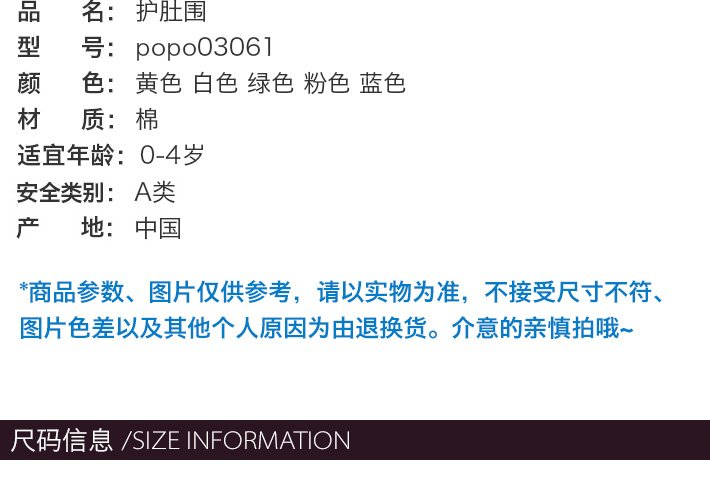 品 名：护肚围
型 号：popo03061
颜 色：黄色 白色 绿色 粉色 蓝色
材 质：棉
适宜年龄：0-4岁
安全类别：A类
产 地：中国
*商品参数、图片仅供参考，请以实物为准，不接受尺寸不符、
图片色差以及其他个人原因为由退换货。介意的亲慎拍哦~
尺码信息 /SIZE INFORMATION